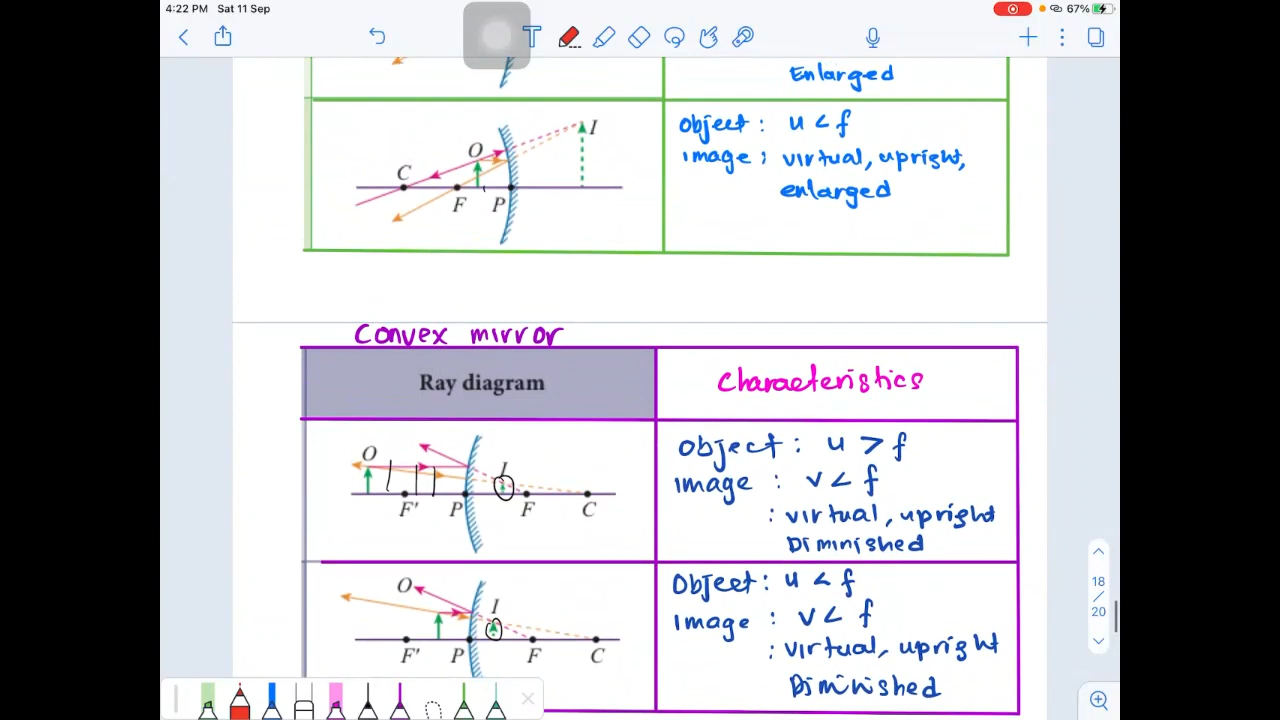 4:22 PM Sat 11 Sep
67%
T
Enlarged
C O I
F P
Object: u < f
image: virtual, upright,
enlarged
Convex mirror
Ray diagram
Characteristics
O I
F' P F C
Object: u > f
image : v < f
: virtual, upright
Diminished
O I
F' P F C
Object: u < f
image : v < f
: virtual, upright
Diminished
18
/
20